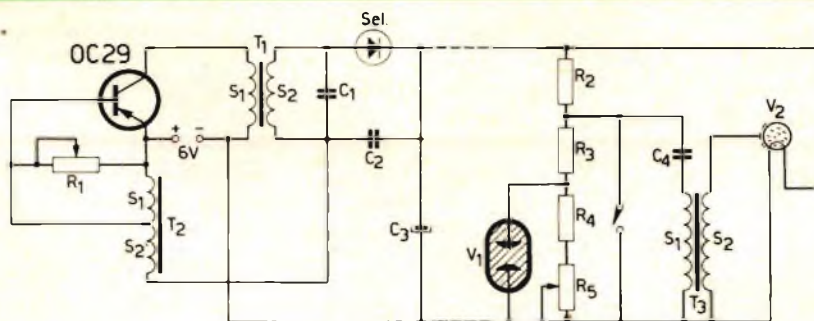 Sel.
OC29
T1
S1
S2
C1
R2
V2
+
−
6V
C2
R3
C4
R1
S1
T2
S2
C3
V1
R4
R5
S1
S2
T3